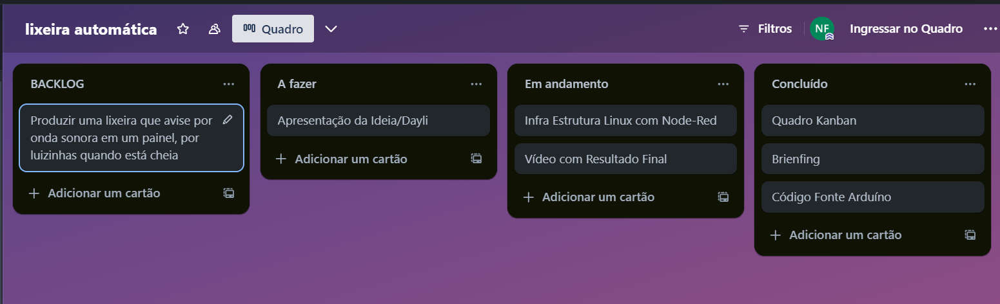 lixeira automática
Quadro
Filtros
NF
Ingressar no Quadro
BACKLOG
Produzir uma lixeira que avise por
onda sonora em um painel, por
luizinhas quando está cheia
Adicionar um cartão
A fazer
Apresentação da Ideia/Dayli
Adicionar um cartão
Em andamento
Infra Estrutura Linux com Node-Red
Vídeo com Resultado Final
Adicionar um cartão
Concluído
Quadro Kanban
Brienfing
Código Fonte Arduíno
Adicionar um cartão